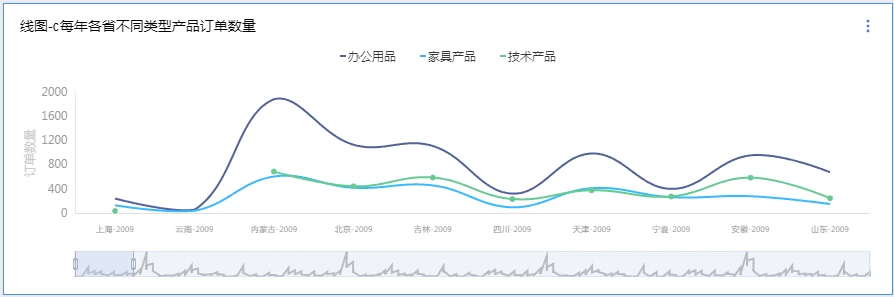 线图-c每年各省不同类型产品订单数量
办公用品 家具产品 技术产品
订单数量
2000
1600
1200
800
400
0
上海-2009 云南-2009 内蒙古-2009 北京-2009 吉林-2009 四川-2009 天津-2009 宁夏-2009 安徽-2009 山东-2009